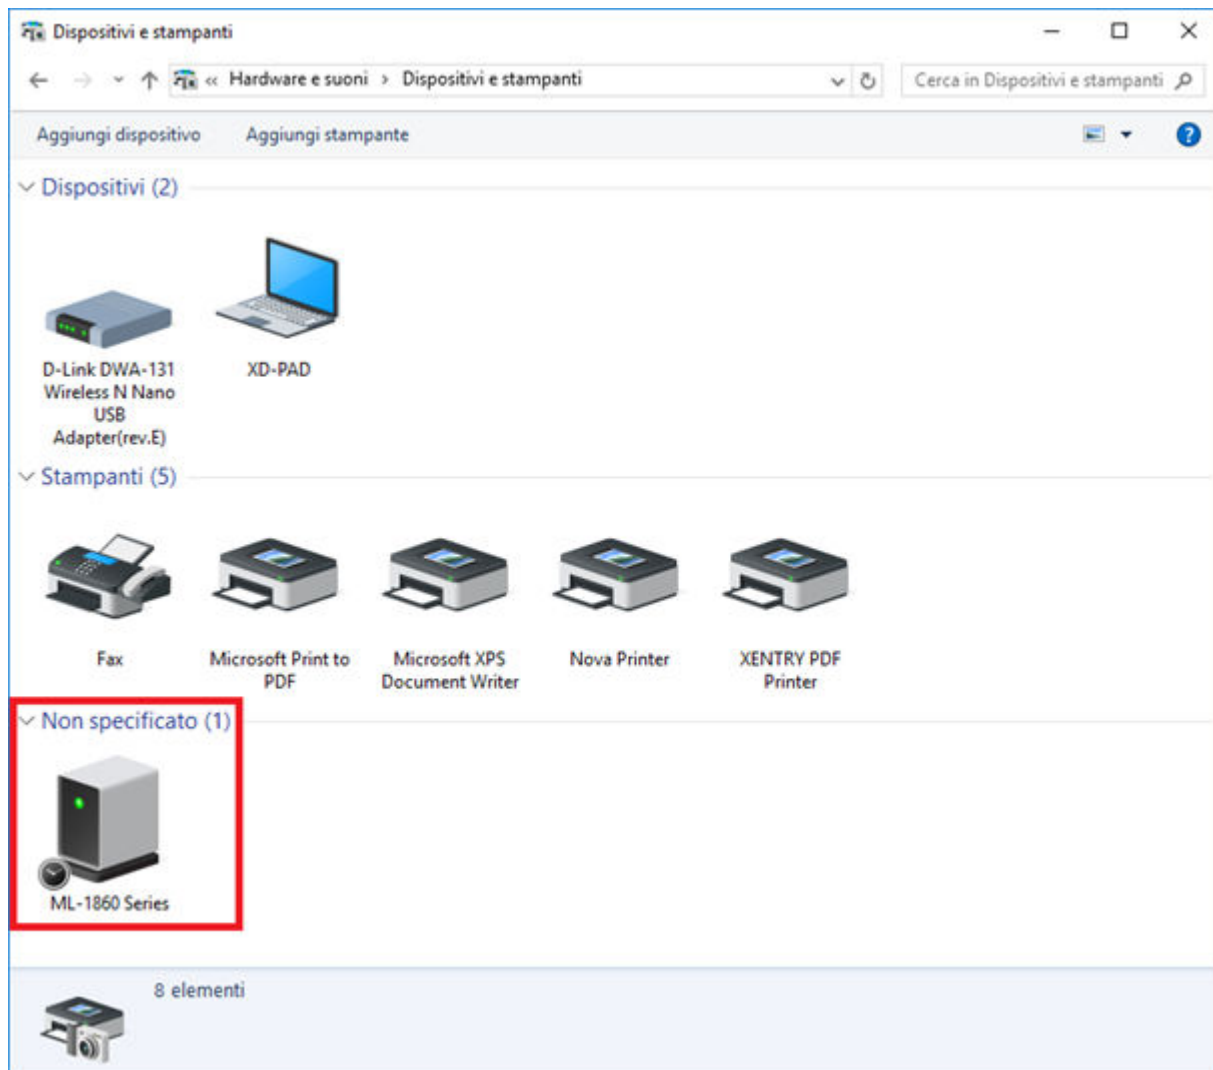 Dispositivi e stampanti
« Hardware e suoni › Dispositivi e stampanti
Cerca in Dispositivi e stampanti
Aggiungi dispositivo Aggiungi stampante
Dispositivi (2)
D-Link DWA-131
Wireless N Nano
USB
Adapter(rev.E)
XD-PAD
Stampanti (5)
Fax
Microsoft Print to
PDF
Microsoft XPS
Document Writer
Nova Printer
XENTRY PDF
Printer
Non specificato (1)
ML-1860 Series
8 elementi